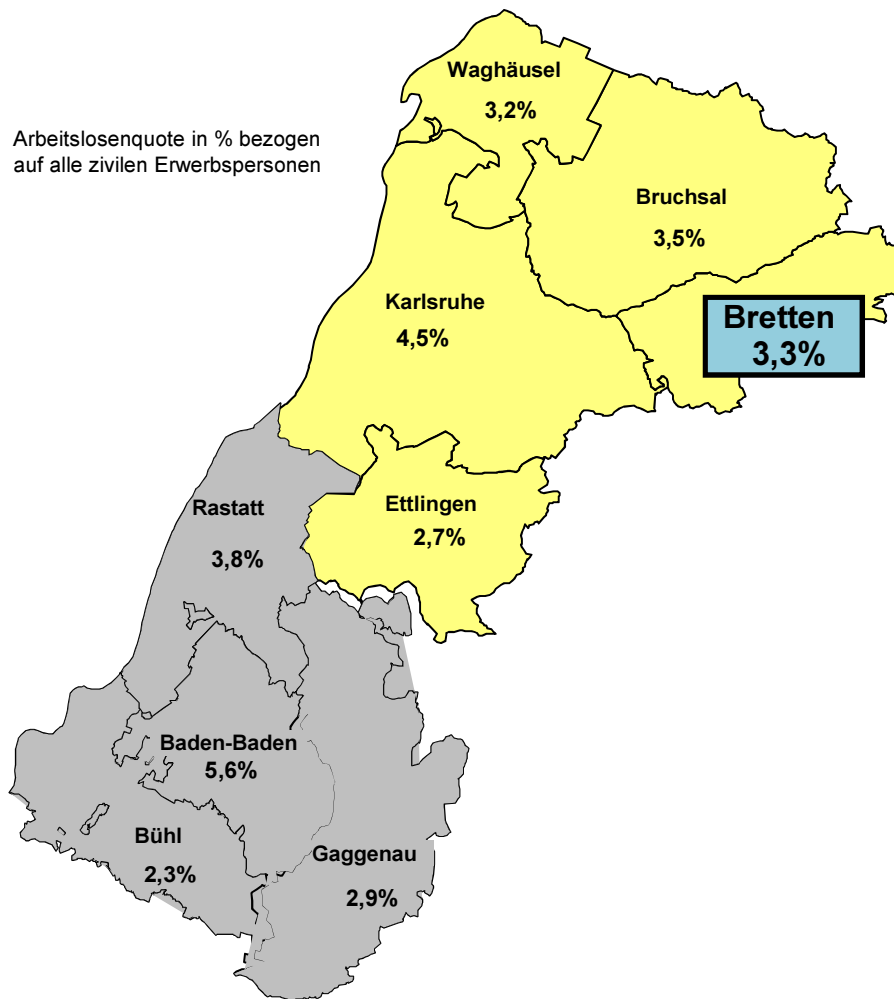 Waghäusel
3,2%
Arbeitslosenquote in % bezogen
auf alle zivilen Erwerbspersonen
Bruchsal
3,5%
Karlsruhe
4,5%
Bretten
3,3%
Rastatt
3,8%
Ettlingen
2,7%
Baden-Baden
5,6%
Bühl
2,3%
Gaggenau
2,9%